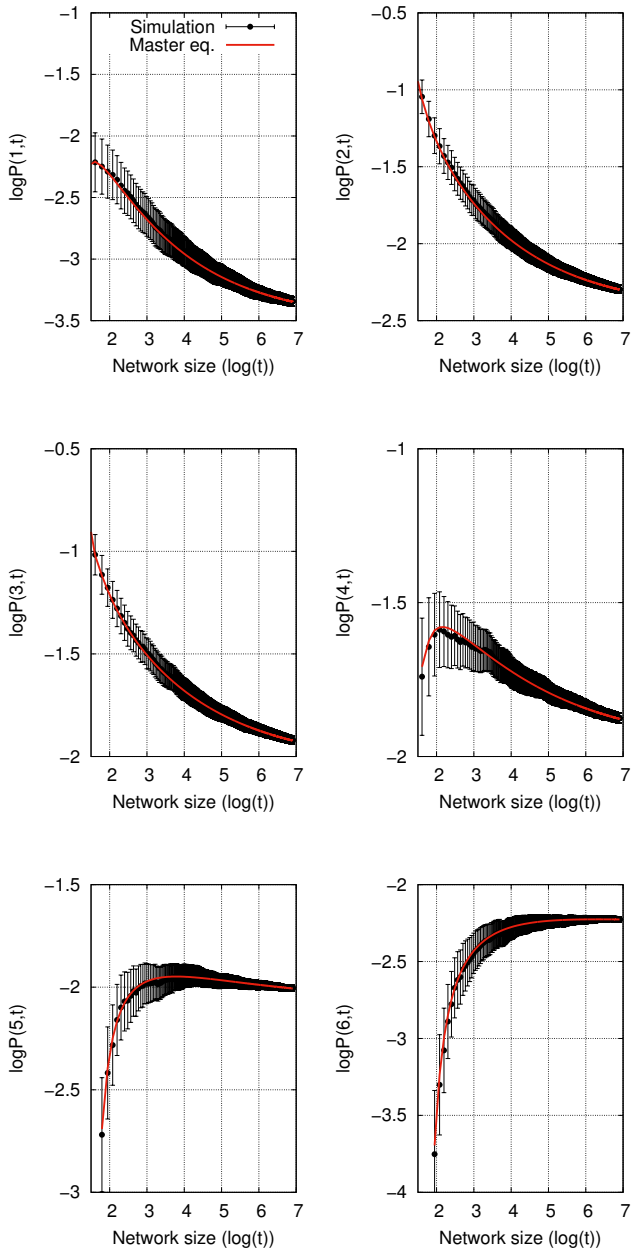 −1
−1.5
−2
−2.5
−3
−3.5
logP(1,t)
Simulation
Master eq.
2 3 4 5 6 7
Network size (log(t))
−0.5
−1
−1.5
−2
−2.5
logP(2,t)
2 3 4 5 6 7
Network size (log(t))
−0.5
−1
−1.5
−2
logP(3,t)
2 3 4 5 6 7
Network size (log(t))
−1
−1.5
−2
logP(4,t)
2 3 4 5 6 7
Network size (log(t))
−1.5
−2
−2.5
−3
logP(5,t)
2 3 4 5 6 7
Network size (log(t))
−2
−2.5
−3
−3.5
−4
logP(6,t)
2 3 4 5 6 7
Network size (log(t))